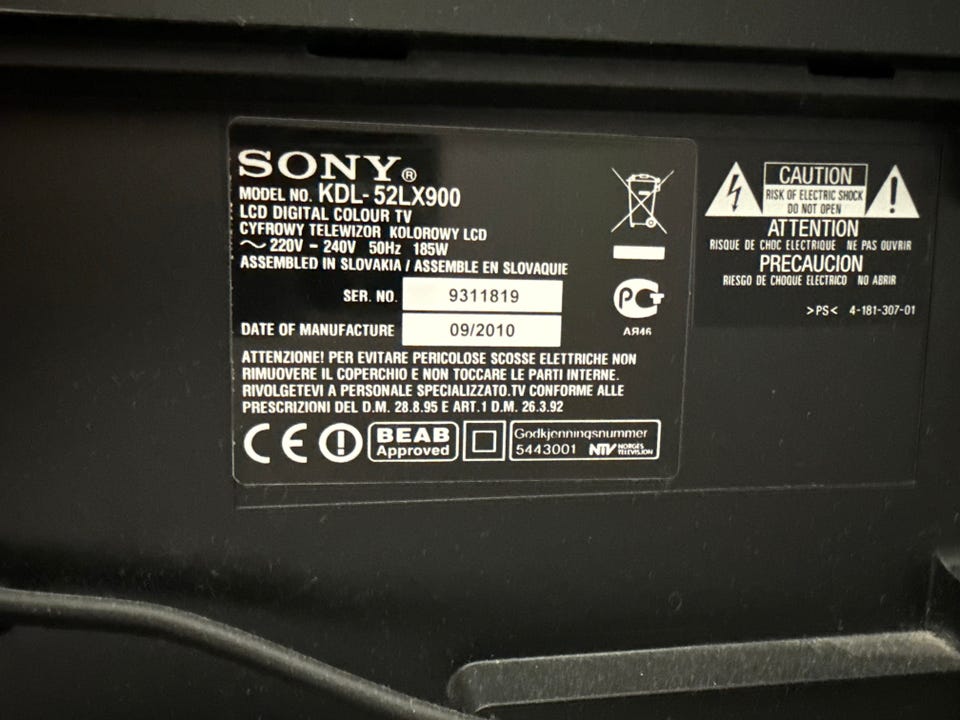 SONY®
MODEL NO. KDL-52LX900
LCD DIGITAL COLOUR TV
CYFROWY TELEWIZOR KOLOROWY LCD
~ 220V - 240V 50Hz 185W
ASSEMBLED IN SLOVAKIA / ASSEMBLE EN SLOVAQUIE
SER. NO. 9311819
DATE OF MANUFACTURE 09/2010
ATTENZIONE! PER EVITARE PERICOLOSE SCOSSE ELETTRICHE NON
RIMUOVERE IL COPERCHIO E NON TOCCARE LE PARTI INTERNE.
RIVOLGETEVI A PERSONALE SPECIALIZZATO.TV CONFORME ALLE
PRESCRIZIONI DEL D.M. 28.8.95 E ART.1 D.M. 26.3.92
CE
BEAB
Approved
Godkjenningsnummer
5443001 NTV NORGES
TELEVISJON
PCT
АЯ46
CAUTION
RISK OF ELECTRIC SHOCK
DO NOT OPEN
ATTENTION
RISQUE DE CHOC ELECTRIQUE NE PAS OUVRIR
PRECAUCION
RIESGO DE CHOQUE ELECTRICO NO ABRIR
>PS< 4-181-307-01